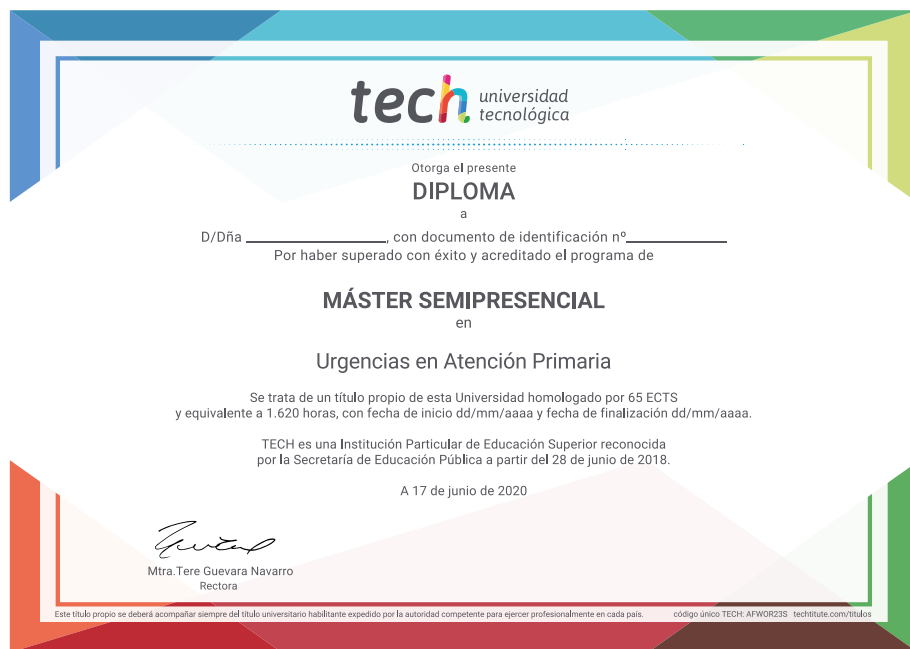 tech universidad
tecnológica
Otorga el presente
DIPLOMA
a
D/Dña ____________, con documento de identificación nº____________
Por haber superado con éxito y acreditado el programa de
MÁSTER SEMIPRESENCIAL
en
Urgencias en Atención Primaria
Se trata de un título propio de esta Universidad homologado por 65 ECTS
y equivalente a 1.620 horas, con fecha de inicio dd/mm/aaaa y fecha de finalización dd/mm/aaaa.
TECH es una Institución Particular de Educación Superior reconocida
por la Secretaría de Educación Pública a partir del 28 de junio de 2018.
A 17 de junio de 2020
Mtra.Tere Guevara Navarro
Rectora
Este título propio se deberá acompañar siempre del título universitario habilitante expedido por la autoridad competente para ejercer profesionalmente en cada país. código único TECH: AFWOR23S techtitute.com/titulos